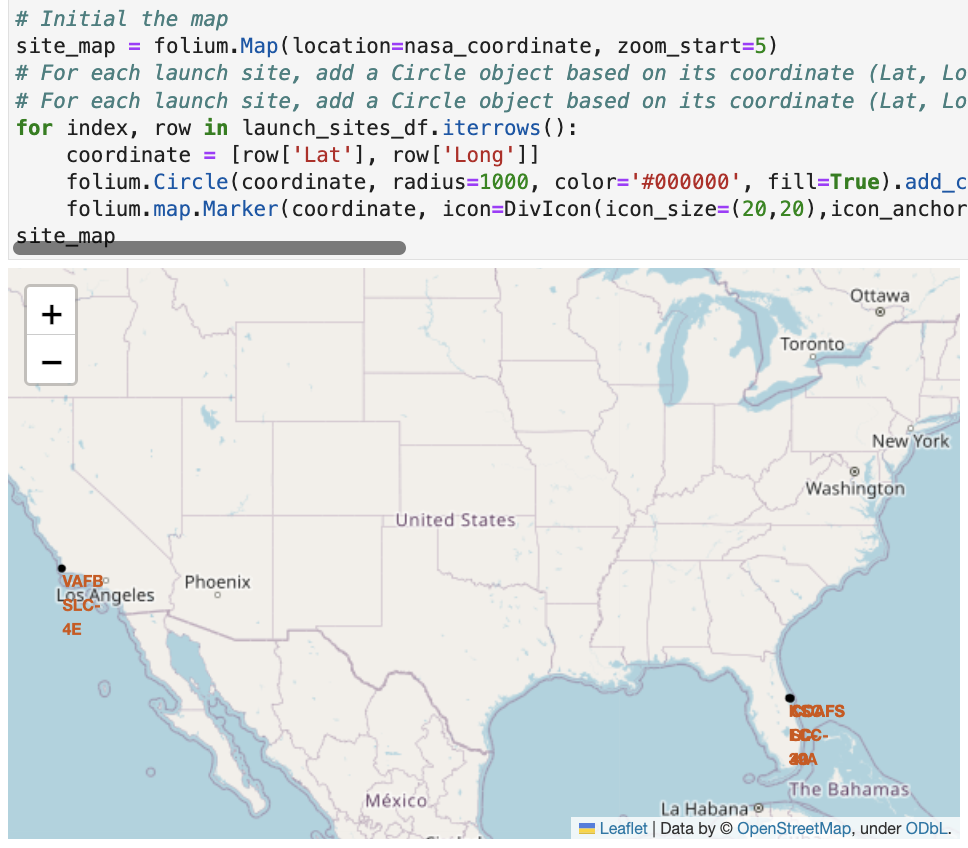 # Initial the map
site_map = folium.Map(location=nasa_coordinate, zoom_start=5)
# For each launch site, add a Circle object based on its coordinate (Lat, Lo
# For each launch site, add a Circle object based on its coordinate (Lat, Lo
for index, row in launch_sites_df.iterrows():
    coordinate = [row['Lat'], row['Long']]
    folium.Circle(coordinate, radius=1000, color='#000000', fill=True).add_c
    folium.map.Marker(coordinate, icon=DivIcon(icon_size=(20,20),icon_anchor
site_map
+
−
Ottawa
Toronto
New York
Washington
United States
VAFB
SLC-
4E
Los Angeles
Phoenix
The Bahamas
México
La Habana
Leaflet | Data by © OpenStreetMap, under ODbL.